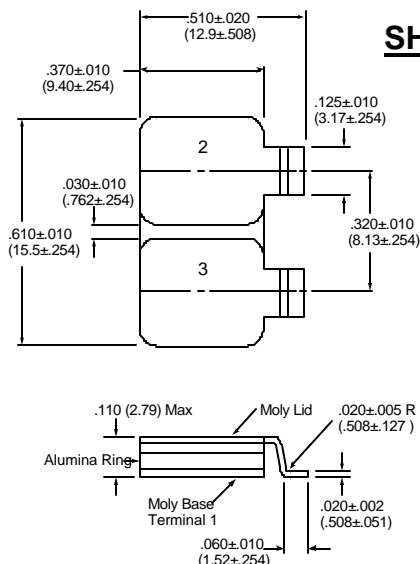 .510±.020
(12.9±.508)
SH
.370±.010
(9.40±.254)
.125±.010
(3.17±.254)
2
.030±.010
(.762±.254)
.320±.010
(8.13±.254)
.610±.010
(15.5±.254)
3
.110 (2.79) Max
Moly Lid
.020±.005 R
(.508±.127 )
Alumina Ring
Moly Base
Terminal 1
.020±.002
(.508±.051)
.060±.010
(1.52±.254)